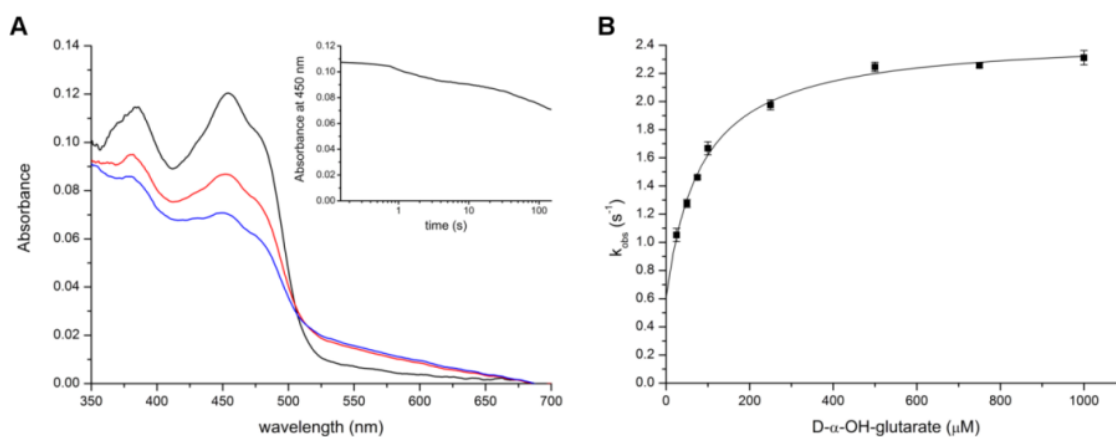 A
0.14
0.12
0.10
0.08
0.06
0.04
0.02
0.00
Absorbance
350 400 450 500 550 600 650 700
wavelength (nm)
0.12
0.10
0.08
0.06
0.04
0.02
0.00
Absorbance at 450 nm
1 10 100
time (s)
B
2.4
2.2
2.0
1.8
1.6
1.4
1.2
1.0
0.8
0.6
0.4
0.2
0.0
k_obs (s⁻¹)
0 200 400 600 800 1000
D-α-OH-glutarate (μM)